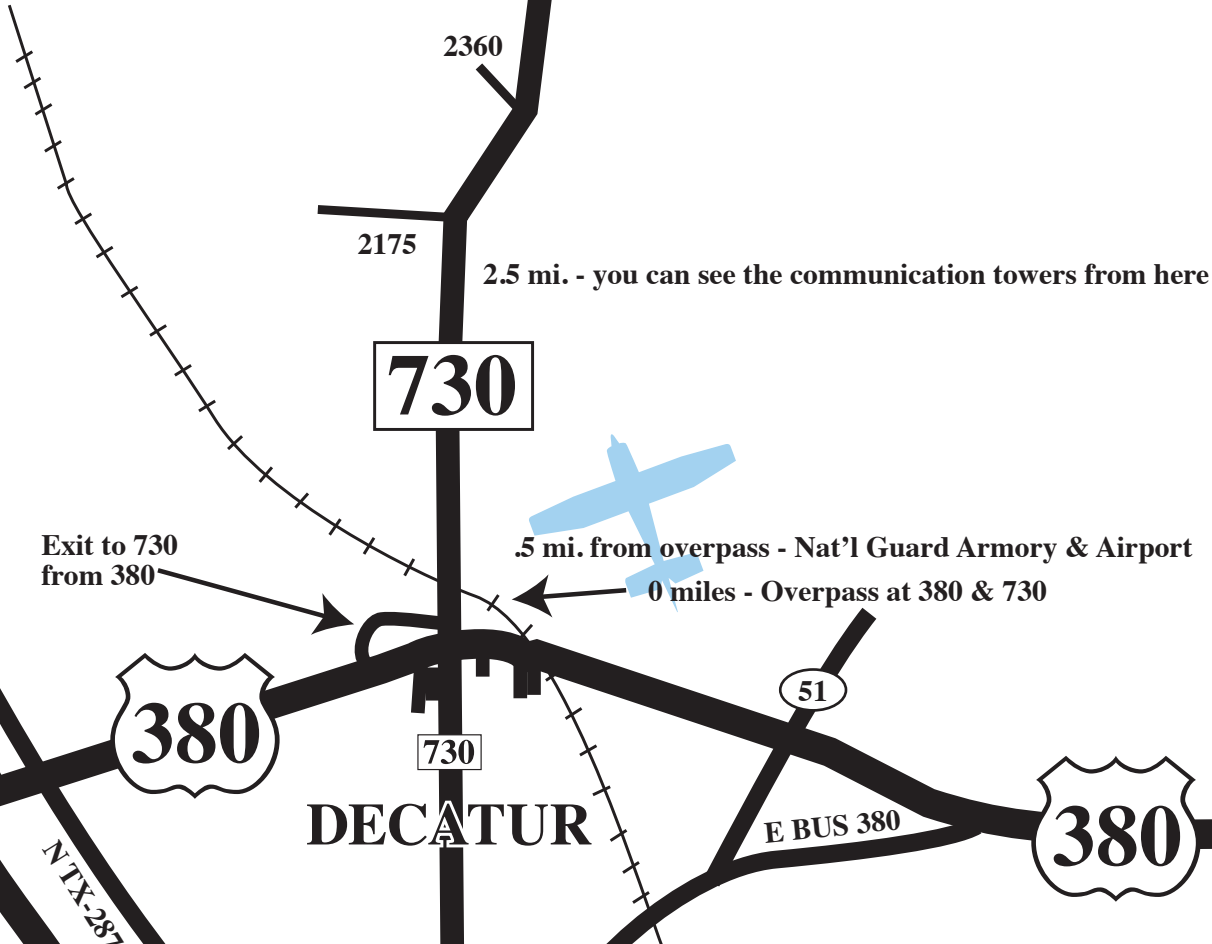 2360
2175
2.5 mi. - you can see the communication towers from here
730
Exit to 730
from 380
.5 mi. from overpass - Nat’l Guard Armory & Airport
0 miles - Overpass at 380 & 730
51
380
730
DECATUR
E BUS 380
380
N TX-287